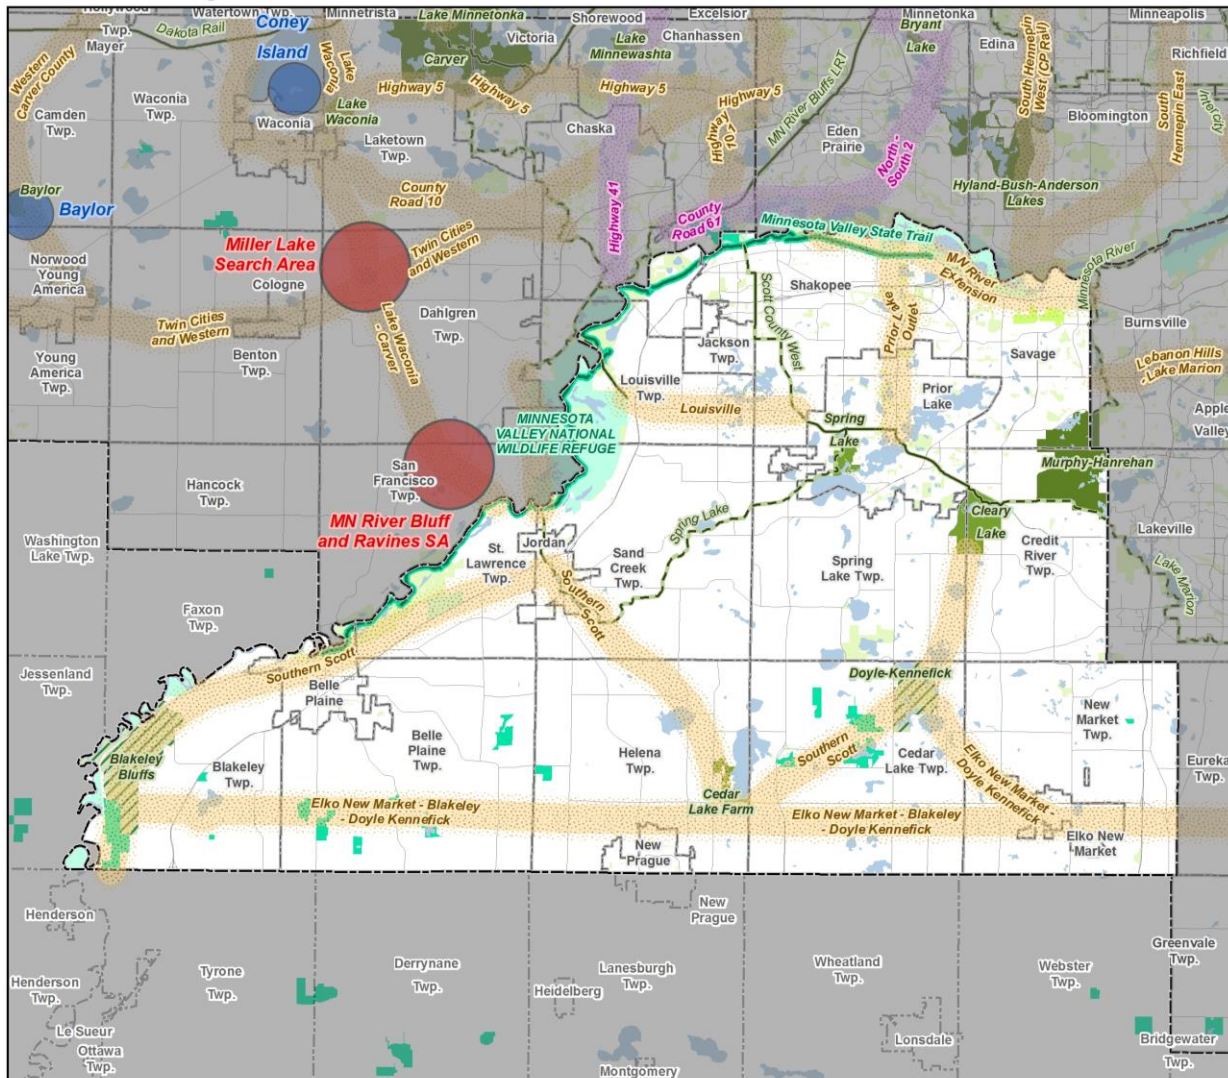 Hollywood
Twp.
Mayer
Watertown Twp.
Dakota Rail
Coney
Island
Minnetrista
Lake Minnetonka
Victoria
Carver
Shorewood
Lake
Minnewashta
Excelsior
Chanhassen
Minnetonka
Bryant
Lake
Edina
South Hennepin
West (CP Rail)
Minneapolis
Richfield
Western
Carver County
Waconia
Twp.
Camden
Twp.
Waconia
Lake
Waconia
Lake
Waconia
Highway 5
Highway 5
Highway 5
Highway 5
Laketown
Twp.
Chaska
Highway
101
MN River Bluffs LRT
Eden
Prairie
North -
South 2
Bloomington
South
Hennepin East
Intercity
Hyland-Bush-Anderson
Lakes
Baylor
Baylor
County
Road 10
Highway 41
County
Road 61
Minnesota Valley State Trail
Miller Lake
Search Area
Cologne
Twin Cities
and Western
Norwood
Young
America
Twin Cities
and Western
Young
America
Twp.
Benton
Twp.
Dahlgren
Twp.
Lake Waconia
- Carver
Scott County West
Shakopee
MN River
Extension
Minnesota River
Prior Lake
Outlet
Burnsville
Jackson
Twp.
Savage
Lebanon Hills
- Lake Marion
Louisville
Twp.
Louisville
Prior
Lake
Apple
Valley
MINNESOTA
VALLEY NATIONAL
WILDLIFE REFUGE
Spring
Lake
Murphy-Hanrehan
San
Francisco
Twp.
Hancock
Twp.
MN River Bluff
and Ravines SA
Spring Lake
Cleary
Lake
Lakeville
Washington
Lake Twp.
Jordan
St.
Lawrence
Twp.
Sand
Creek
Twp.
Spring
Lake Twp.
Credit
River Twp.
Lake Marion
Faxon
Twp.
Southern
Scott
Jessenland
Twp.
Southern Scott
Belle
Plaine
Doyle-Kennefick
New
Market
Twp.
Blakeley
Bluffs
Blakeley
Twp.
Belle
Plaine
Twp.
Helena
Twp.
Southern
Scott
Cedar
Lake Twp.
Elko New Market -
Doyle Kennefick
Eureka
Twp.
Cedar
Lake Farm
Elko New Market - Blakeley
- Doyle Kennefick
Elko New Market - Blakeley
- Doyle Kennefick
Elko New
Market
New
Prague
New
Prague
Henderson
Greenvale
Twp.
Henderson
Twp.
Tyrone
Twp.
Derrynane
Twp.
Lanesburgh
Twp.
Heidelberg
Wheatland
Twp.
Webster
Twp.
Le Sueur
Ottawa
Twp.
Montgomery
Lonsdale
Bridgewater
Twp.